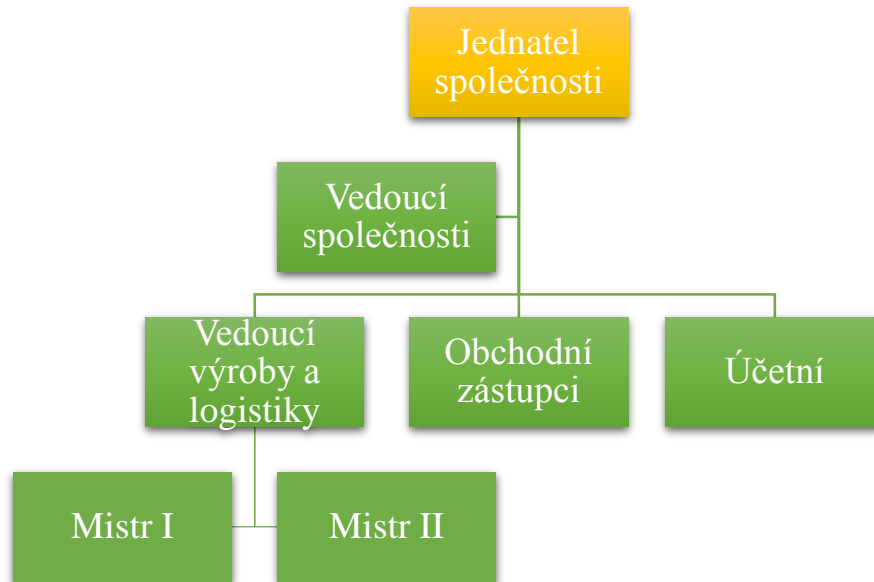 Jednatel
společnosti
Vedoucí
společnosti
Vedoucí
výroby a
logistiky
Obchodní
zástupci
Účetní
Mistr I
Mistr II